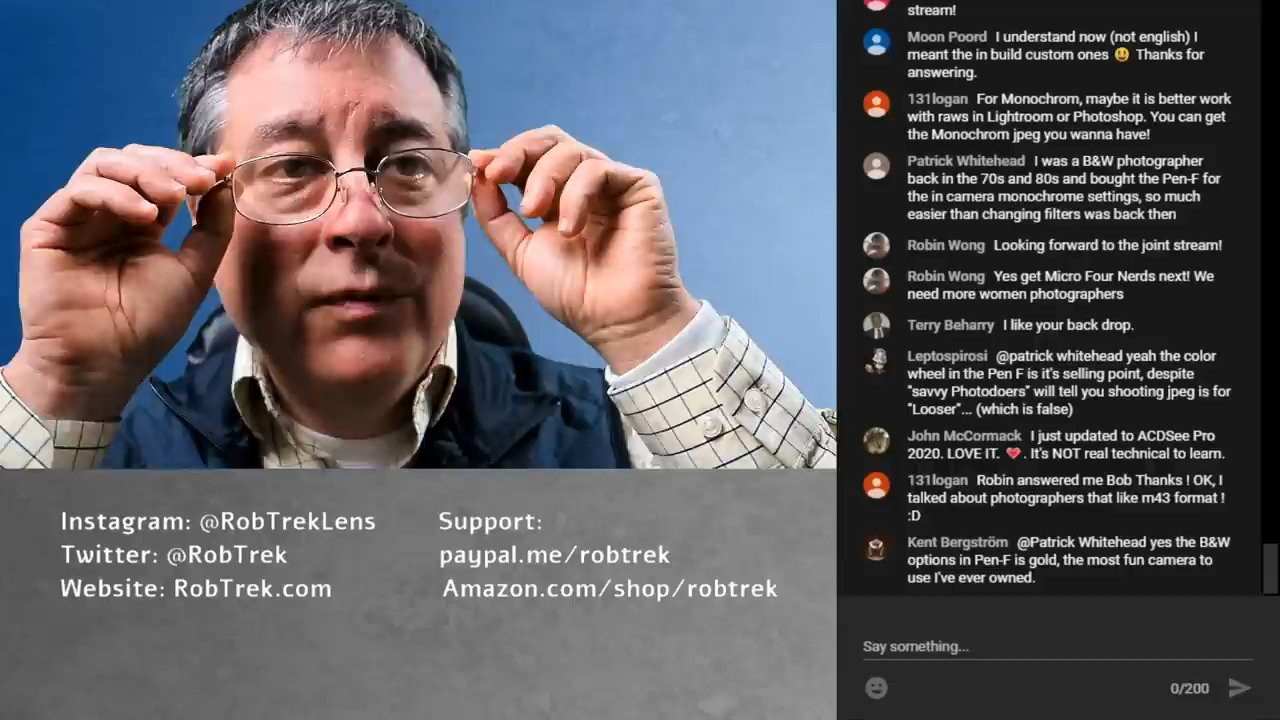 Instagram: @RobTrekLens
Twitter: @RobTrek
Website: RobTrek.com
Support:
paypal.me/robtrek
Amazon.com/shop/robtrek
stream!
Moon Poord I understand now (not english) I
meant the in build custom ones 😃 Thanks for
answering.
131logan For Monochrom, maybe it is better work
with raws in Lightroom or Photoshop. You can get
the Monochrom jpeg you wanna have!
Patrick Whitehead I was a B&W photographer
back in the 70s and 80s and bought the Pen-F for
the in camera monochrome settings, so much
easier than changing filters was back then
Robin Wong Looking forward to the joint stream!
Robin Wong Yes get Micro Four Nerds next! We
need more women photographers
Terry Beharry I like your back drop.
Leptospirosi @patrick whitehead yeah the color
wheel in the Pen F is it's selling point, despite
"savvy Photodoers" will tell you shooting jpeg is for
"Looser"... (which is false)
John McCormack I just updated to ACDSee Pro
2020. LOVE IT. 💓. It's NOT real technical to learn.
131logan Robin answered me Bob Thanks ! OK, I
talked about photographers that like m43 format !
:D
Kent Bergström @Patrick Whitehead yes the B&W
options in Pen-F is gold, the most fun camera to
use I've ever owned.
Say something...
0/200